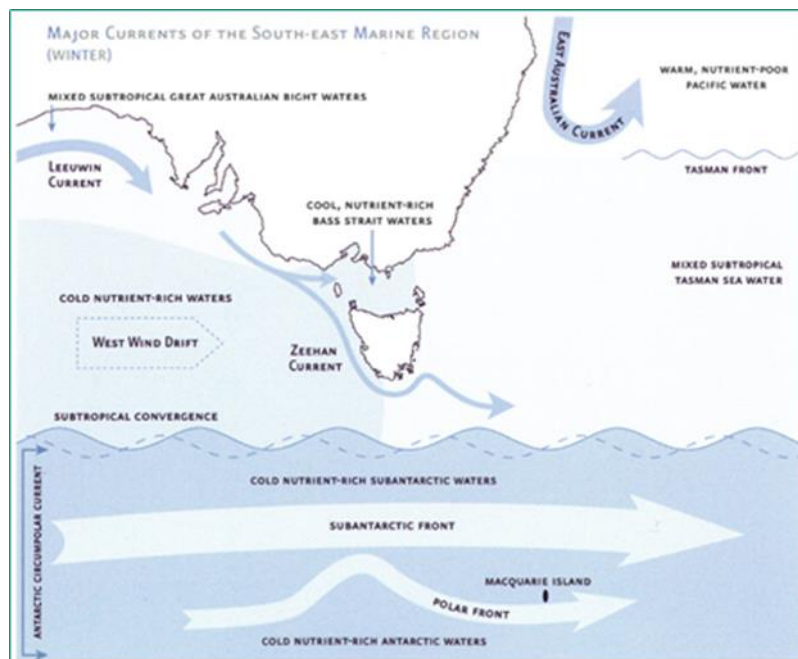 Major Currents of the South-east Marine Region
(winter)
Mixed subtropical Great Australian Bight waters
East Australian Current
Warm, nutrient-poor
Pacific water
Leeuwin
Current
Tasman Front
Cool, nutrient-rich
Bass Strait waters
Mixed subtropical
Tasman Sea water
Cold nutrient-rich waters
West Wind Drift
Zeehan
Current
Subtropical convergence
Antarctic Circumpolar Current
Cold nutrient-rich subantarctic waters
Subantarctic Front
Macquarie Island
Polar Front
Cold nutrient-rich Antarctic waters